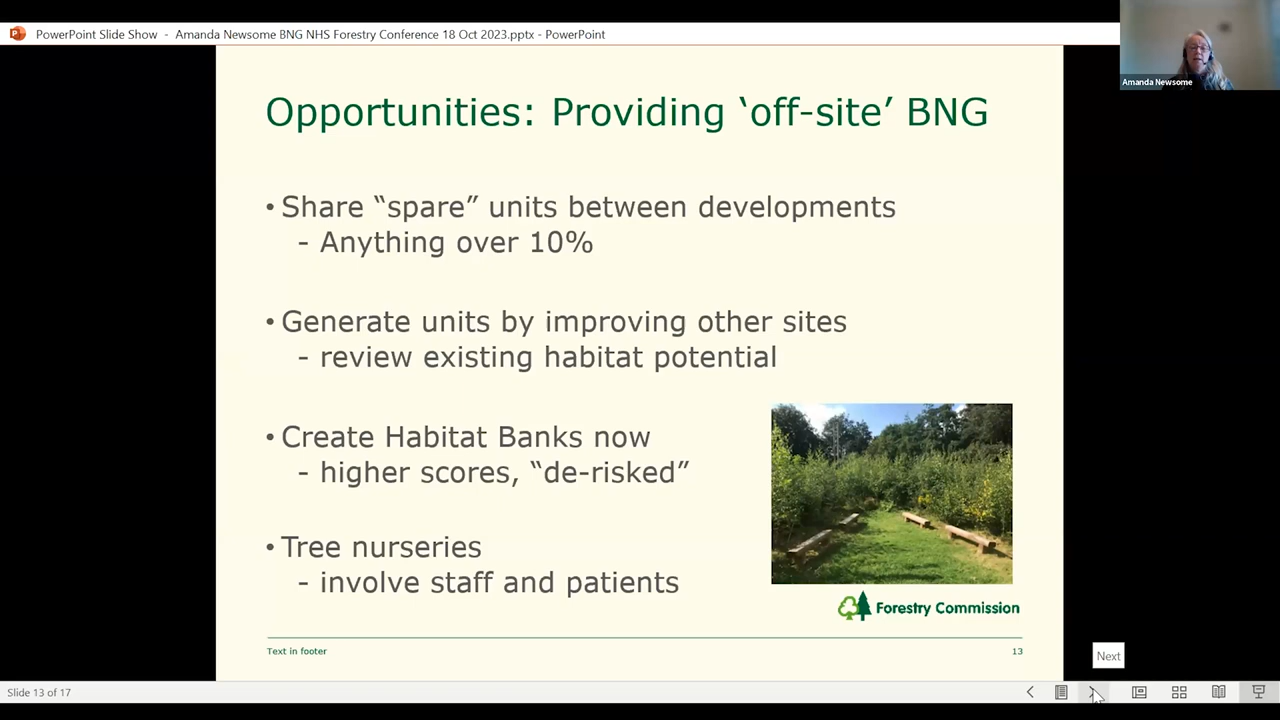 PowerPoint Slide Show - Amanda Newsome BNG NHS Forestry Conference 18 Oct 2023.pptx - PowerPoint
Amanda Newsome
Opportunities: Providing ‘off-site’ BNG
• Share “spare” units between developments
- Anything over 10%
• Generate units by improving other sites
- review existing habitat potential
• Create Habitat Banks now
- higher scores, “de-risked”
• Tree nurseries
- involve staff and patients
Forestry Commission
Text in footer
13
Next
Slide 13 of 17